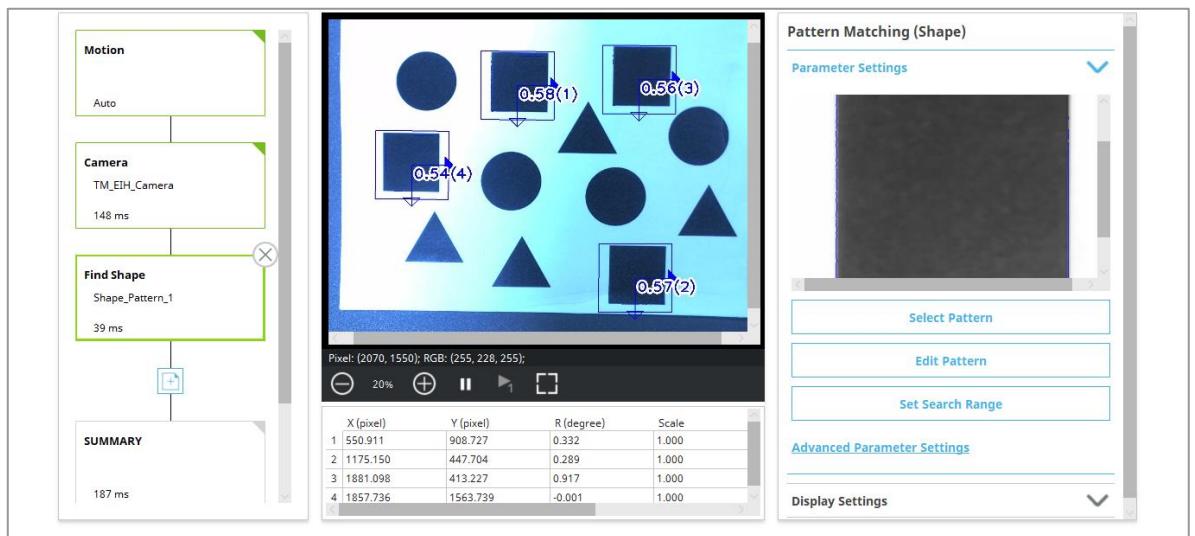 Motion
Auto
Camera
TM_EIH_Camera
148 ms
Find Shape
Shape_Pattern_1
39 ms
SUMMARY
187 ms
0.58(1)
0.56(3)
0.54(4)
0.57(2)
Pixel: (2070, 1550); RGB: (255, 228, 255);
20%
1
X (pixel) Y (pixel) R (degree) Scale
1 550.911 908.727 0.332 1.000
2 1175.150 447.704 0.289 1.000
3 1881.098 413.227 0.917 1.000
4 1857.736 1563.739 -0.001 1.000
Pattern Matching (Shape)
Parameter Settings
Select Pattern
Edit Pattern
Set Search Range
Advanced Parameter Settings
Display Settings